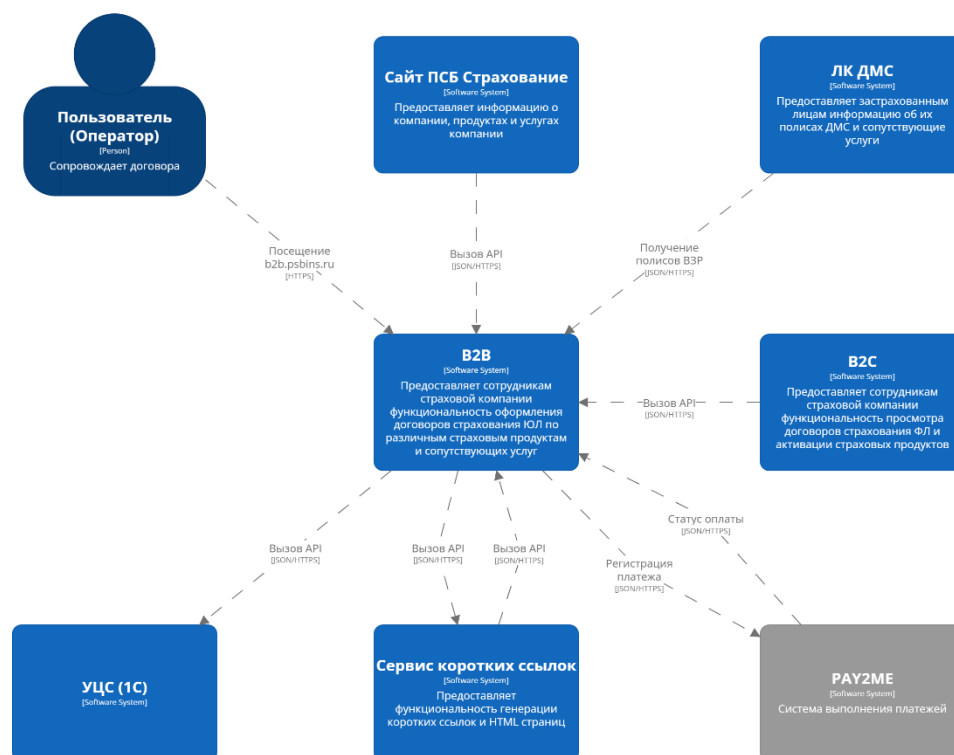 Пользователь
(Оператор)
[Person]
Сопровождает договора
Сайт ПСБ Страхование
[Software System]
Предоставляет информацию о
компании, продуктах и услугах
компании
ЛК ДМС
[Software System]
Предоставляет застрахованным
лицам информацию об их
полисах ДМС и сопутствующие
услуги
Посещение
b2b.psbins.ru
[HTTPS]
Вызов API
[JSON/HTTPS]
Получение
полисов ВЗР
[JSON/HTTPS]
B2B
[Software System]
Предоставляет сотрудникам
страховой компании
функциональность оформления
договоров страхования ЮЛ по
различным страховым продуктам
и сопутствующих услуг
Вызов API
[JSON/HTTPS]
B2C
[Software System]
Предоставляет сотрудникам
страховой компании
функциональность просмотра
договоров страхования ФЛ и
активации страховых продуктов
Вызов API
[JSON/HTTPS]
Вызов API
[JSON/HTTPS]
Вызов API
[JSON/HTTPS]
Статус оплаты
[JSON/HTTPS]
Регистрация
платежа
[JSON/HTTPS]
УЦС (1С)
[Software System]
Сервис коротких ссылок
[Software System]
Предоставляет
функциональность генерации
коротких ссылок и HTML страниц
PAY2ME
[Software System]
Система выполнения платежей